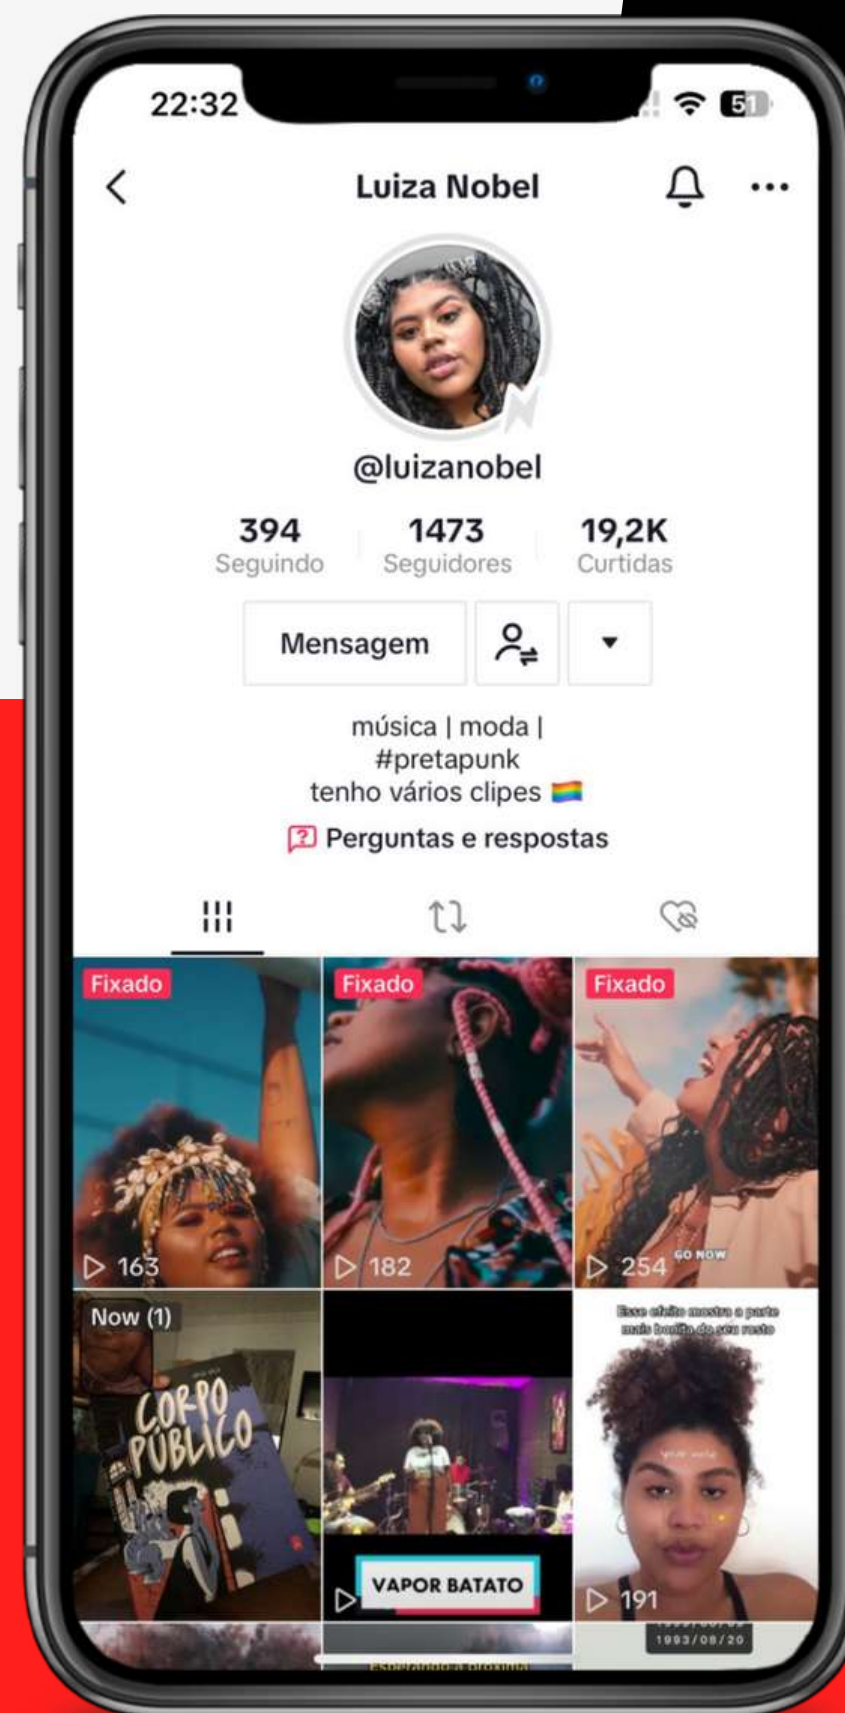 22:32
51
Luiza Nobel
@luizanobel
394
1473
19,2K
Seguindo
Seguidores
Curtidas
Mensagem
música | moda |
#pretapunk
tenho vários clipes 🏳️‍🌈
Perguntas e respostas
Fixado
Fixado
Fixado
163
182
254
GO NOW
Now (1)
CORPO
PÚBLICO
VAPOR BATATO
Esse efeito mostra a parte
mais bonita do seu rosto
191
Esperando a próxima
1993/08/20